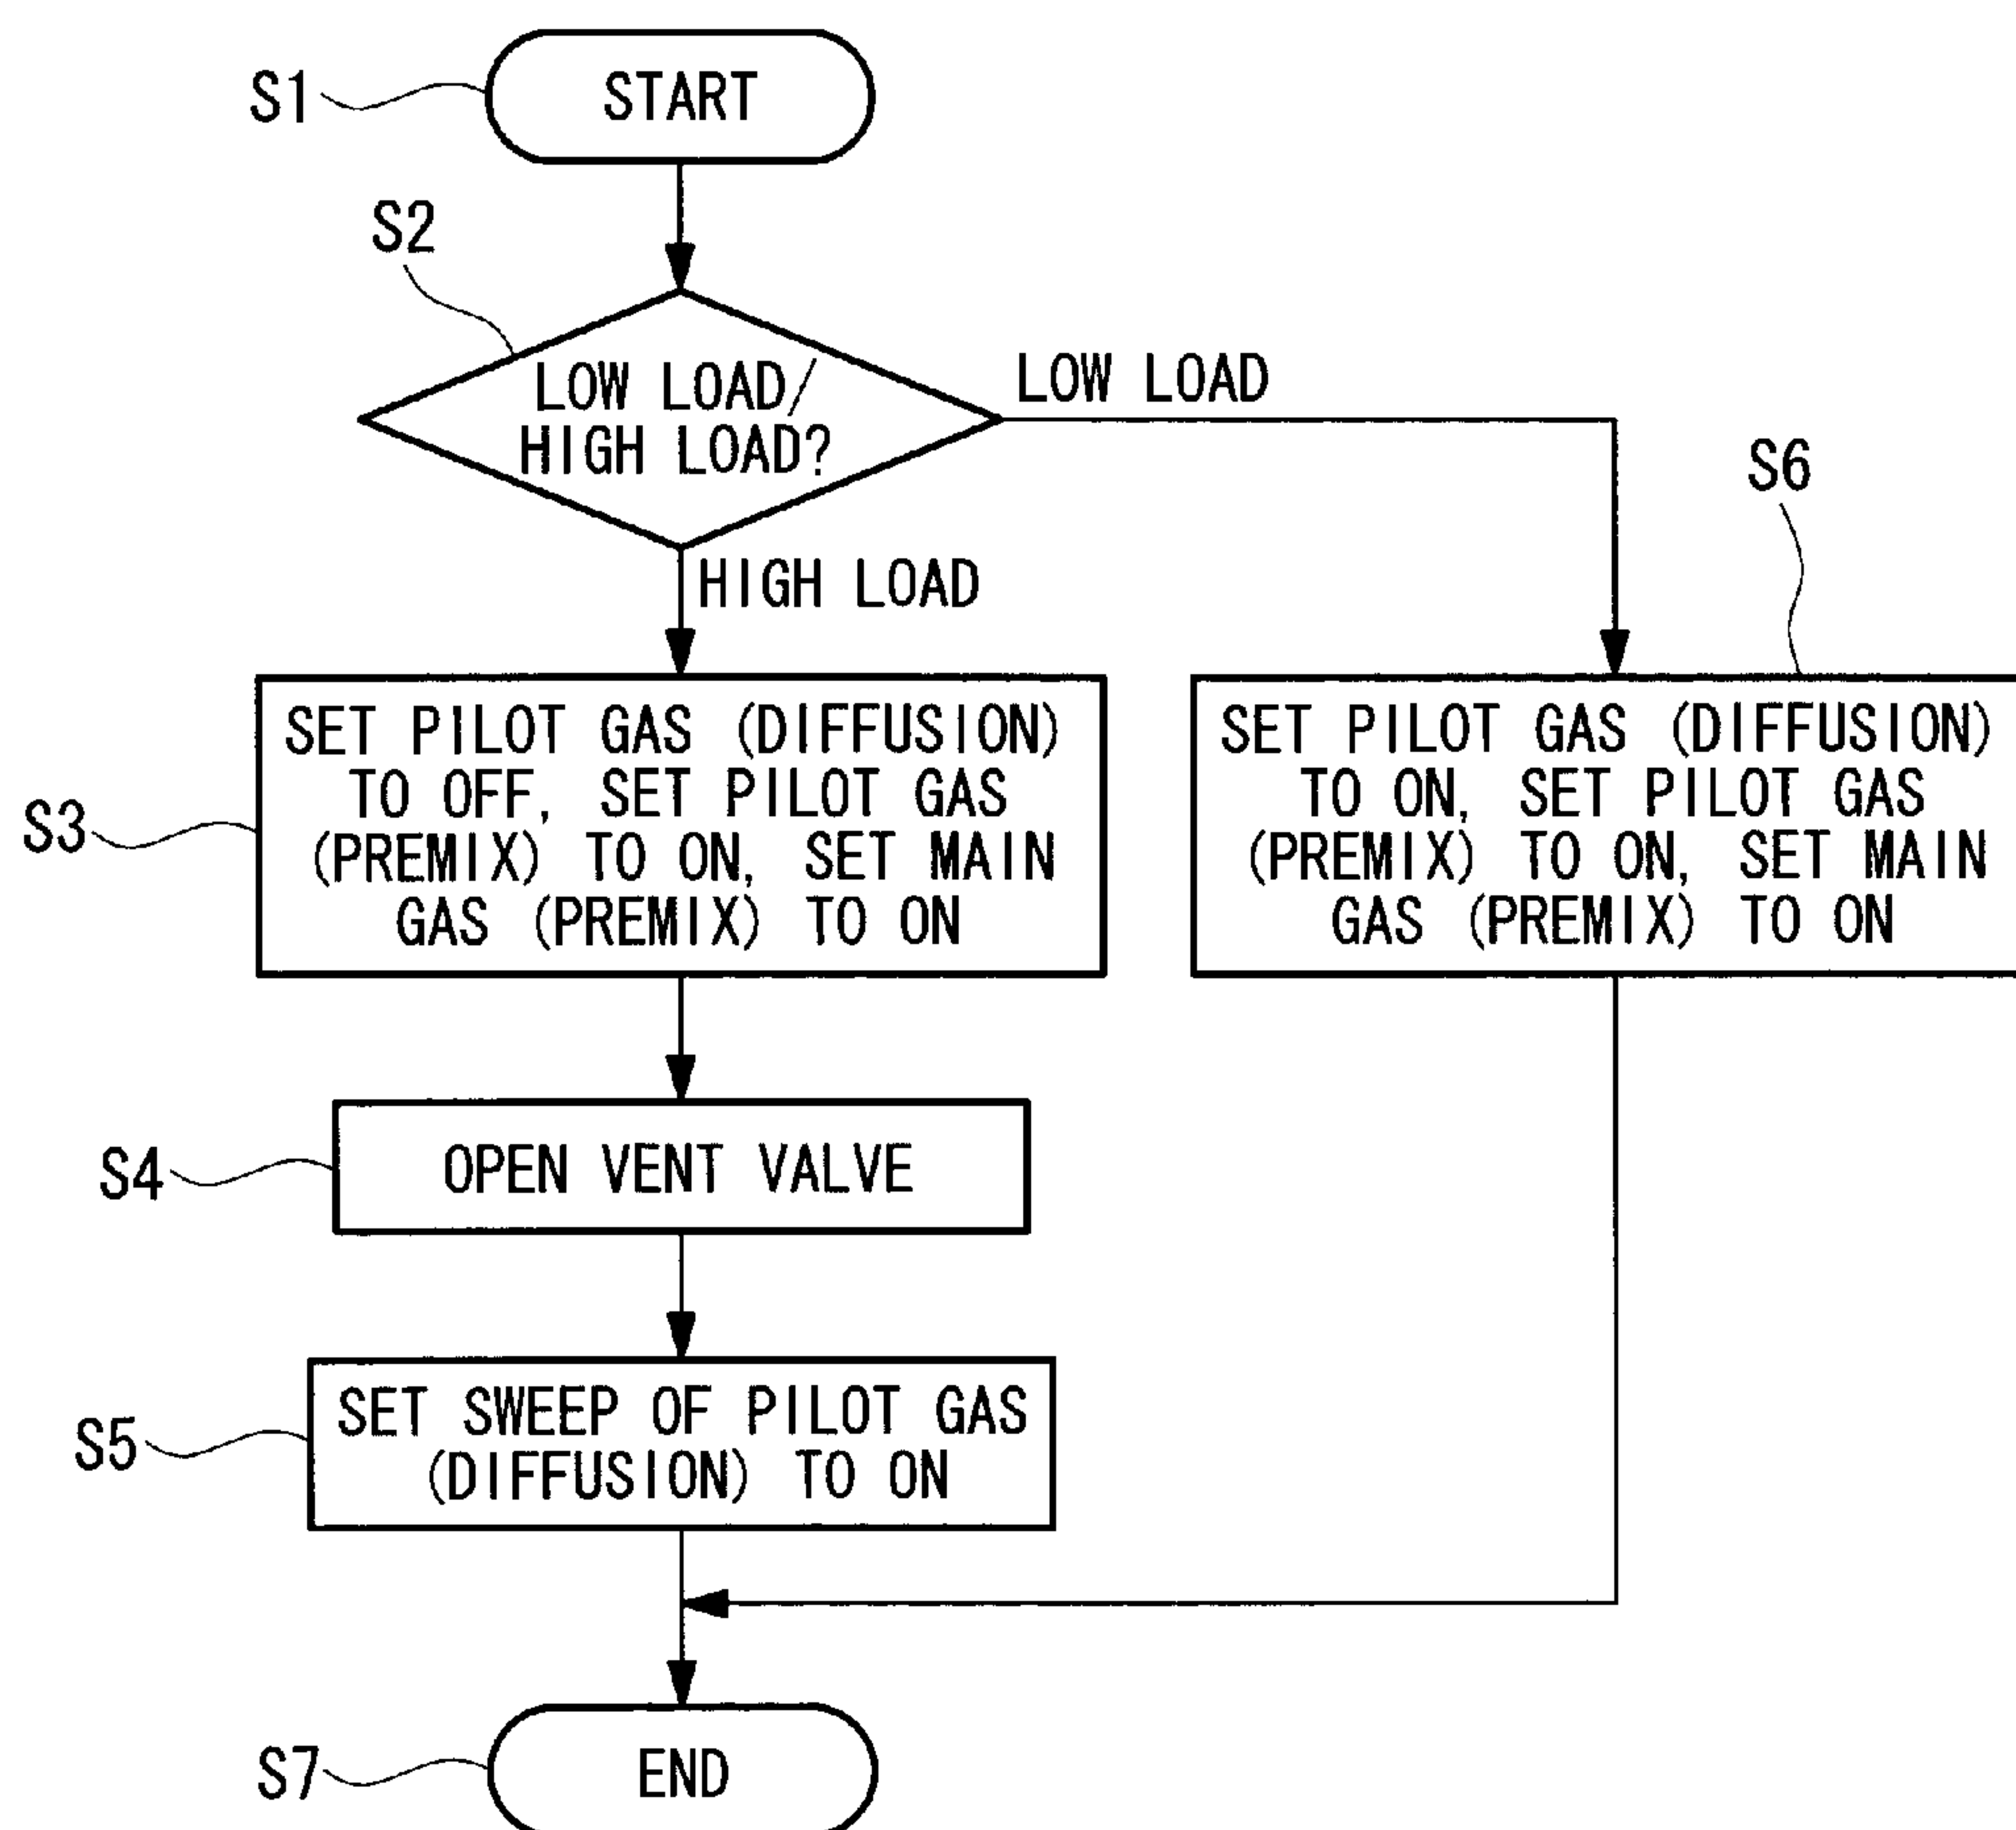 S1
START
S2
LOW LOAD/
HIGH LOAD?
LOW LOAD
HIGH LOAD
S3
SET PILOT GAS (DIFFUSION)
TO OFF, SET PILOT GAS
(PREMIX) TO ON, SET MAIN
GAS (PREMIX) TO ON
S6
SET PILOT GAS (DIFFUSION)
TO ON, SET PILOT GAS
(PREMIX) TO ON, SET MAIN
GAS (PREMIX) TO ON
S4
OPEN VENT VALVE
S5
SET SWEEP OF PILOT GAS
(DIFFUSION) TO ON
S7
END